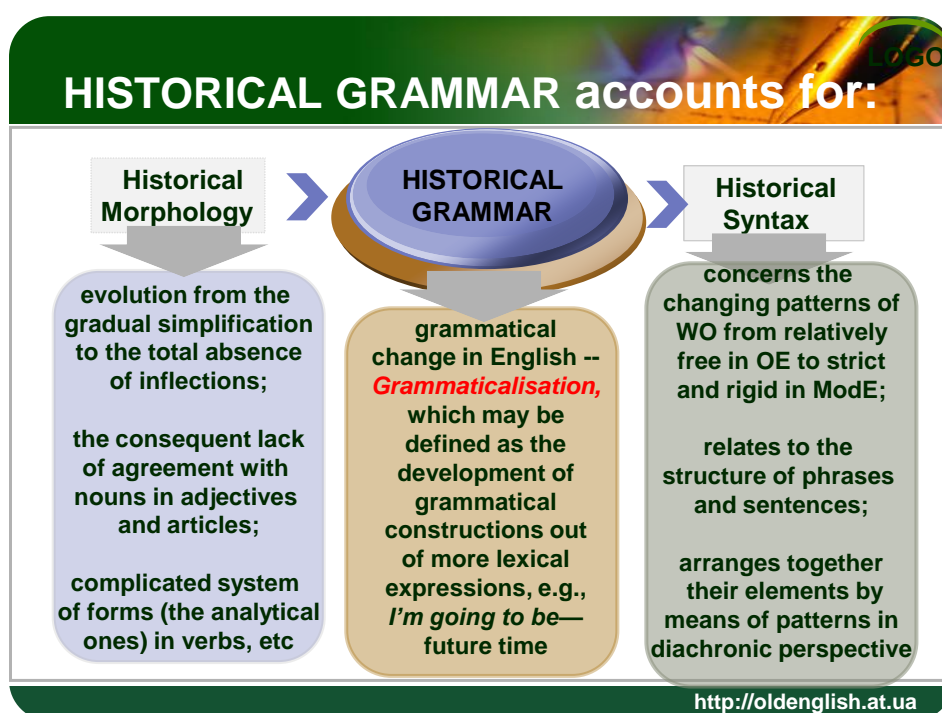 LOGO
HISTORICAL GRAMMAR accounts for:
Historical
Morphology
evolution from the
gradual simplification
to the total absence
of inflections;
the consequent lack
of agreement with
nouns in adjectives
and articles;
complicated system
of forms (the analytical
ones) in verbs, etc
HISTORICAL
GRAMMAR
grammatical
change in English --
Grammaticalisation,
which may be
defined as the
development of
grammatical
constructions out
of more lexical
expressions, e.g.,
I’m going to be—
future time
Historical
Syntax
concerns the
changing patterns of
WO from relatively
free in OE to strict
and rigid in ModE;
relates to the
structure of phrases
and sentences;
arranges together
their elements by
means of patterns in
diachronic perspective
http://oldenglish.at.ua